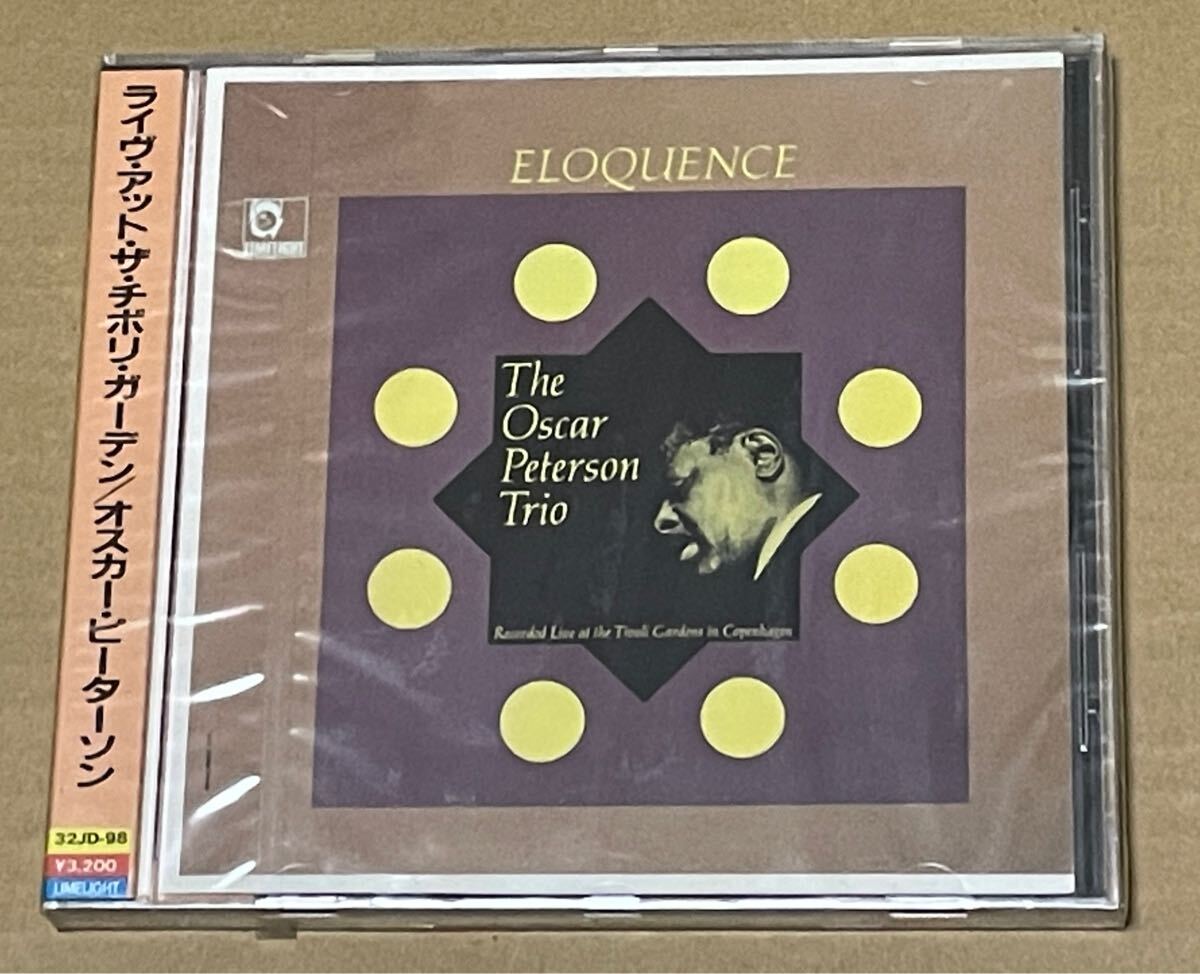 ライヴ・アット・ザ・チボリ・ガーデン/オスカー・ピーターソン
32JD-98
¥3,200
LIMELIGHT
ELOQUENCE
LIMELIGHT
The
Oscar
Peterson
Trio
Recorded Live at the Tivoli Gardens in Copenhagen